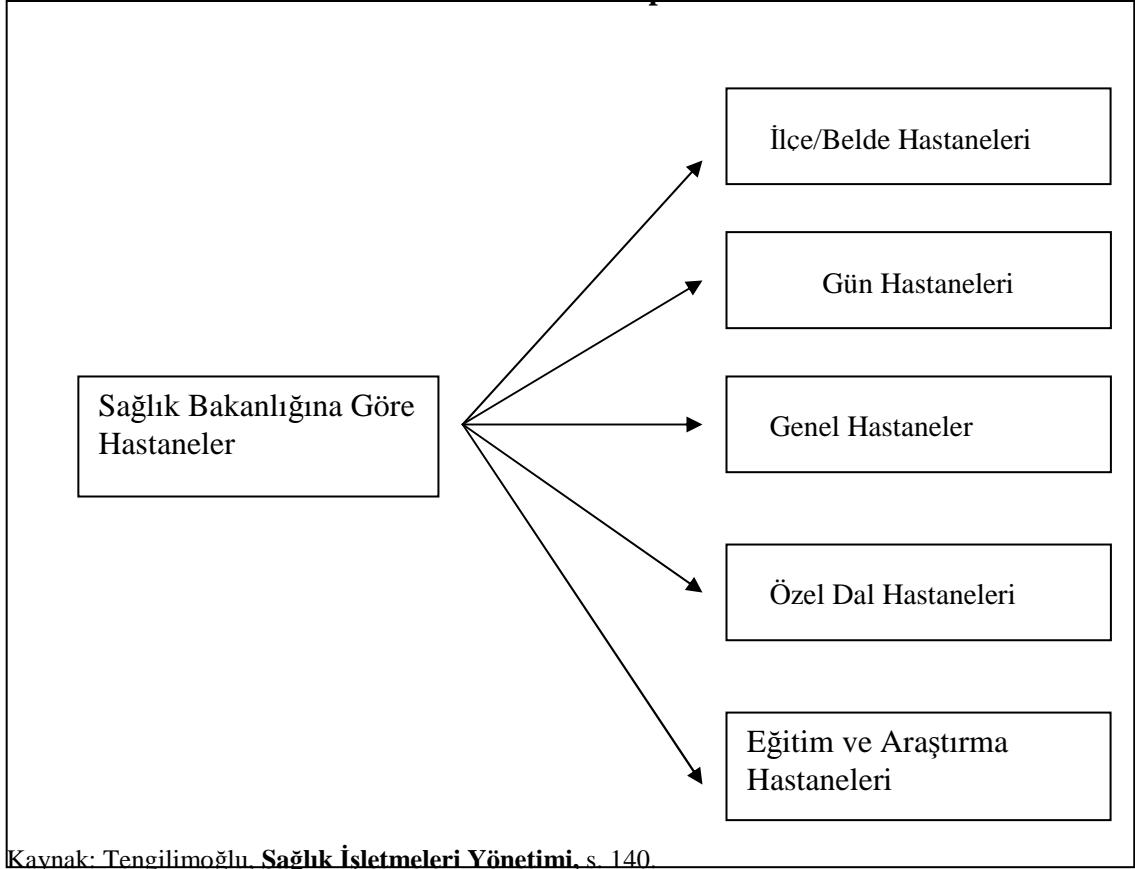 İlçe/Belde Hastaneleri
Gün Hastaneleri
Sağlık Bakanlığına Göre
Hastaneler
Genel Hastaneler
Özel Dal Hastaneleri
Eğitim ve Araştırma
Hastaneleri
Kaynak: Tengilimoğlu, Sağlık İşletmeleri Yönetimi, s. 140.